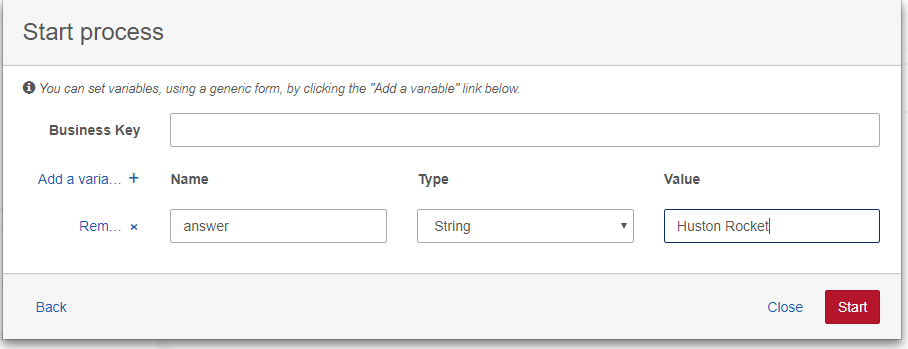 Start process
You can set variables, using a generic form, by clicking the "Add a variable" link below.
Business Key
Add a varia... + Name Type Value
Rem... × answer String Huston Rocket
Back Close Start